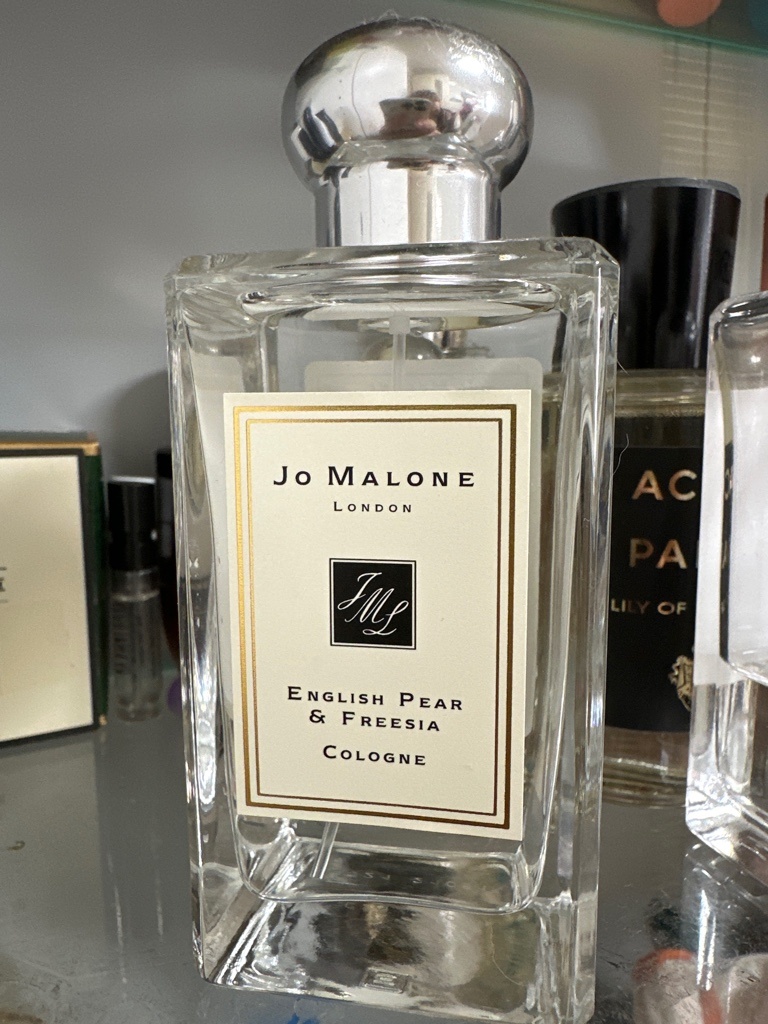 Jo Malone
London
JML
English Pear
& Freesia
Cologne
AC
PA
LILY OF